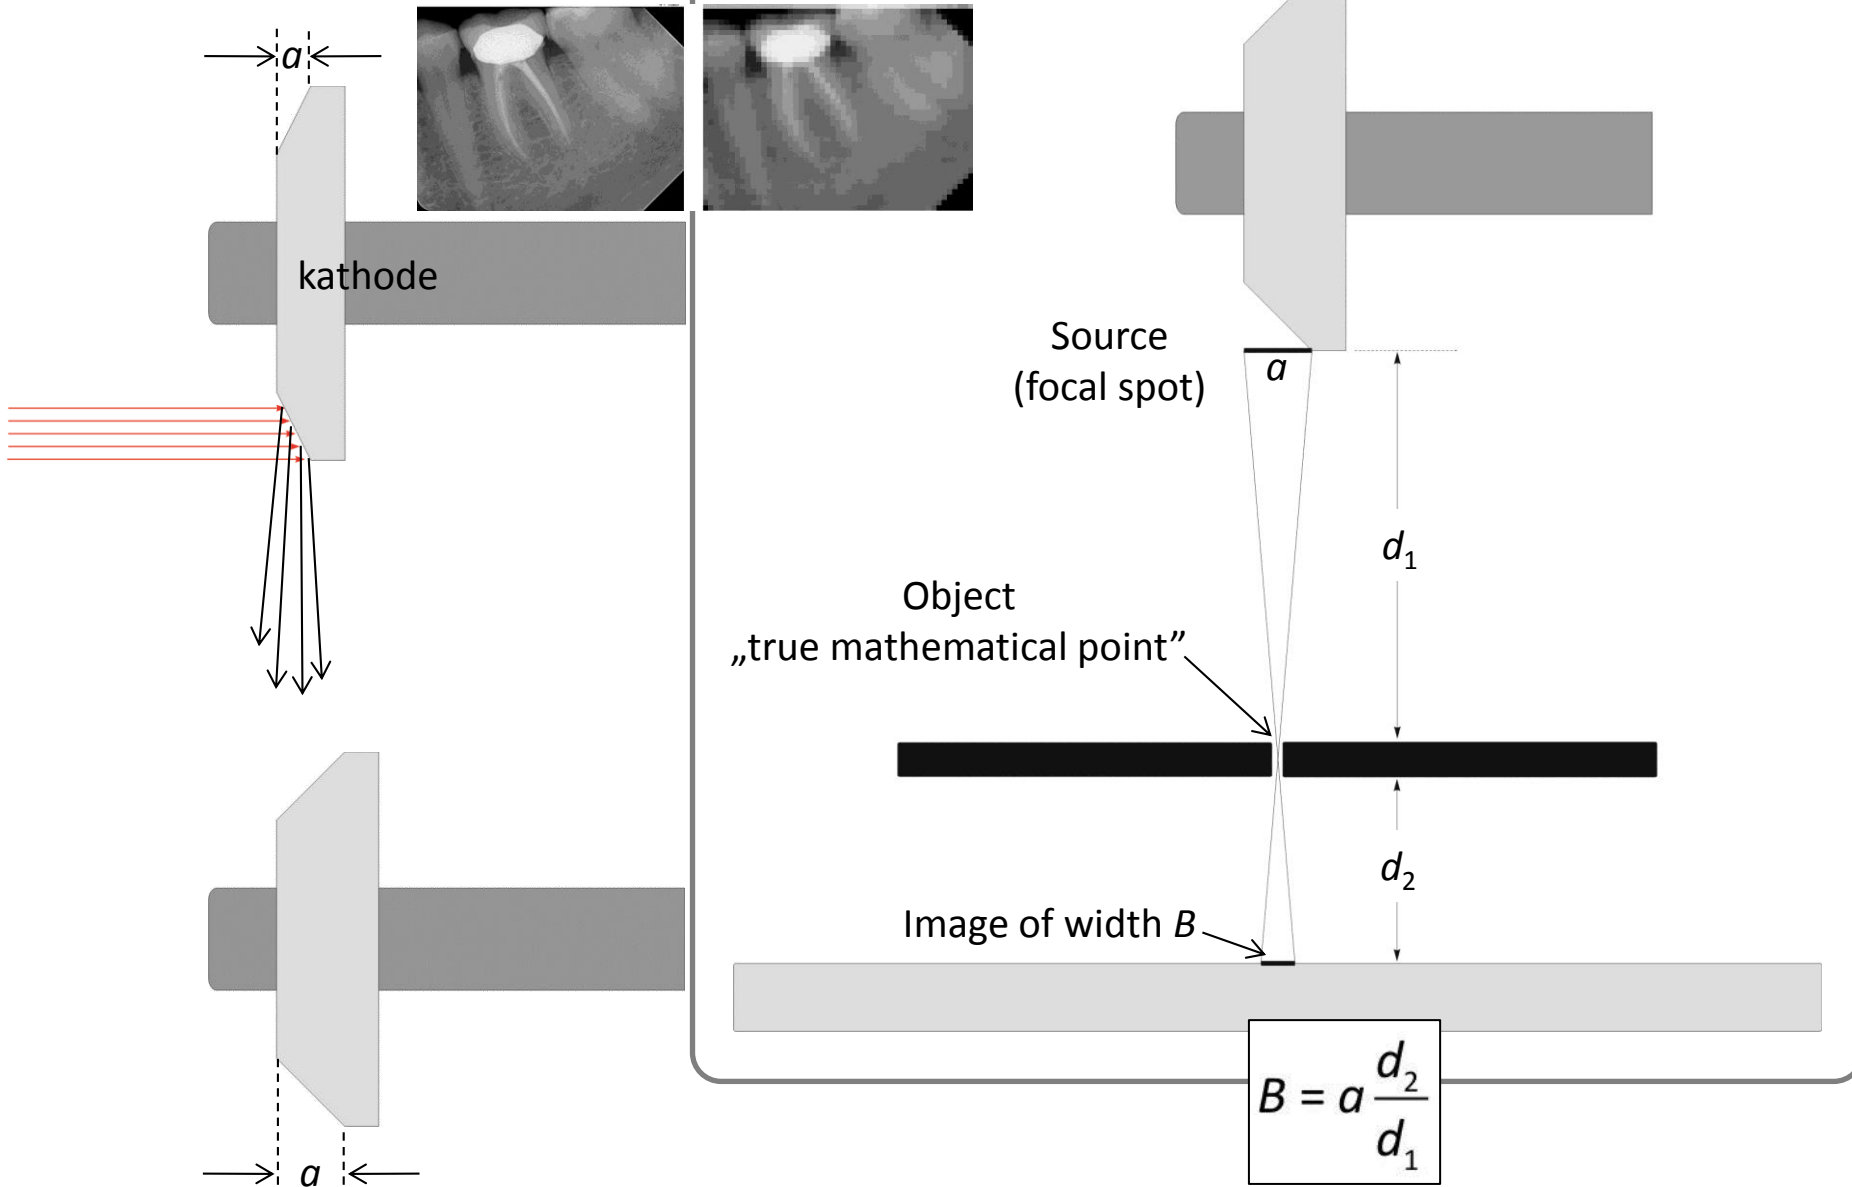 a
kathode
a
Source
(focal spot)
a
d1
Object
„true mathematical point”
d2
Image of width B
B = a d2/d1